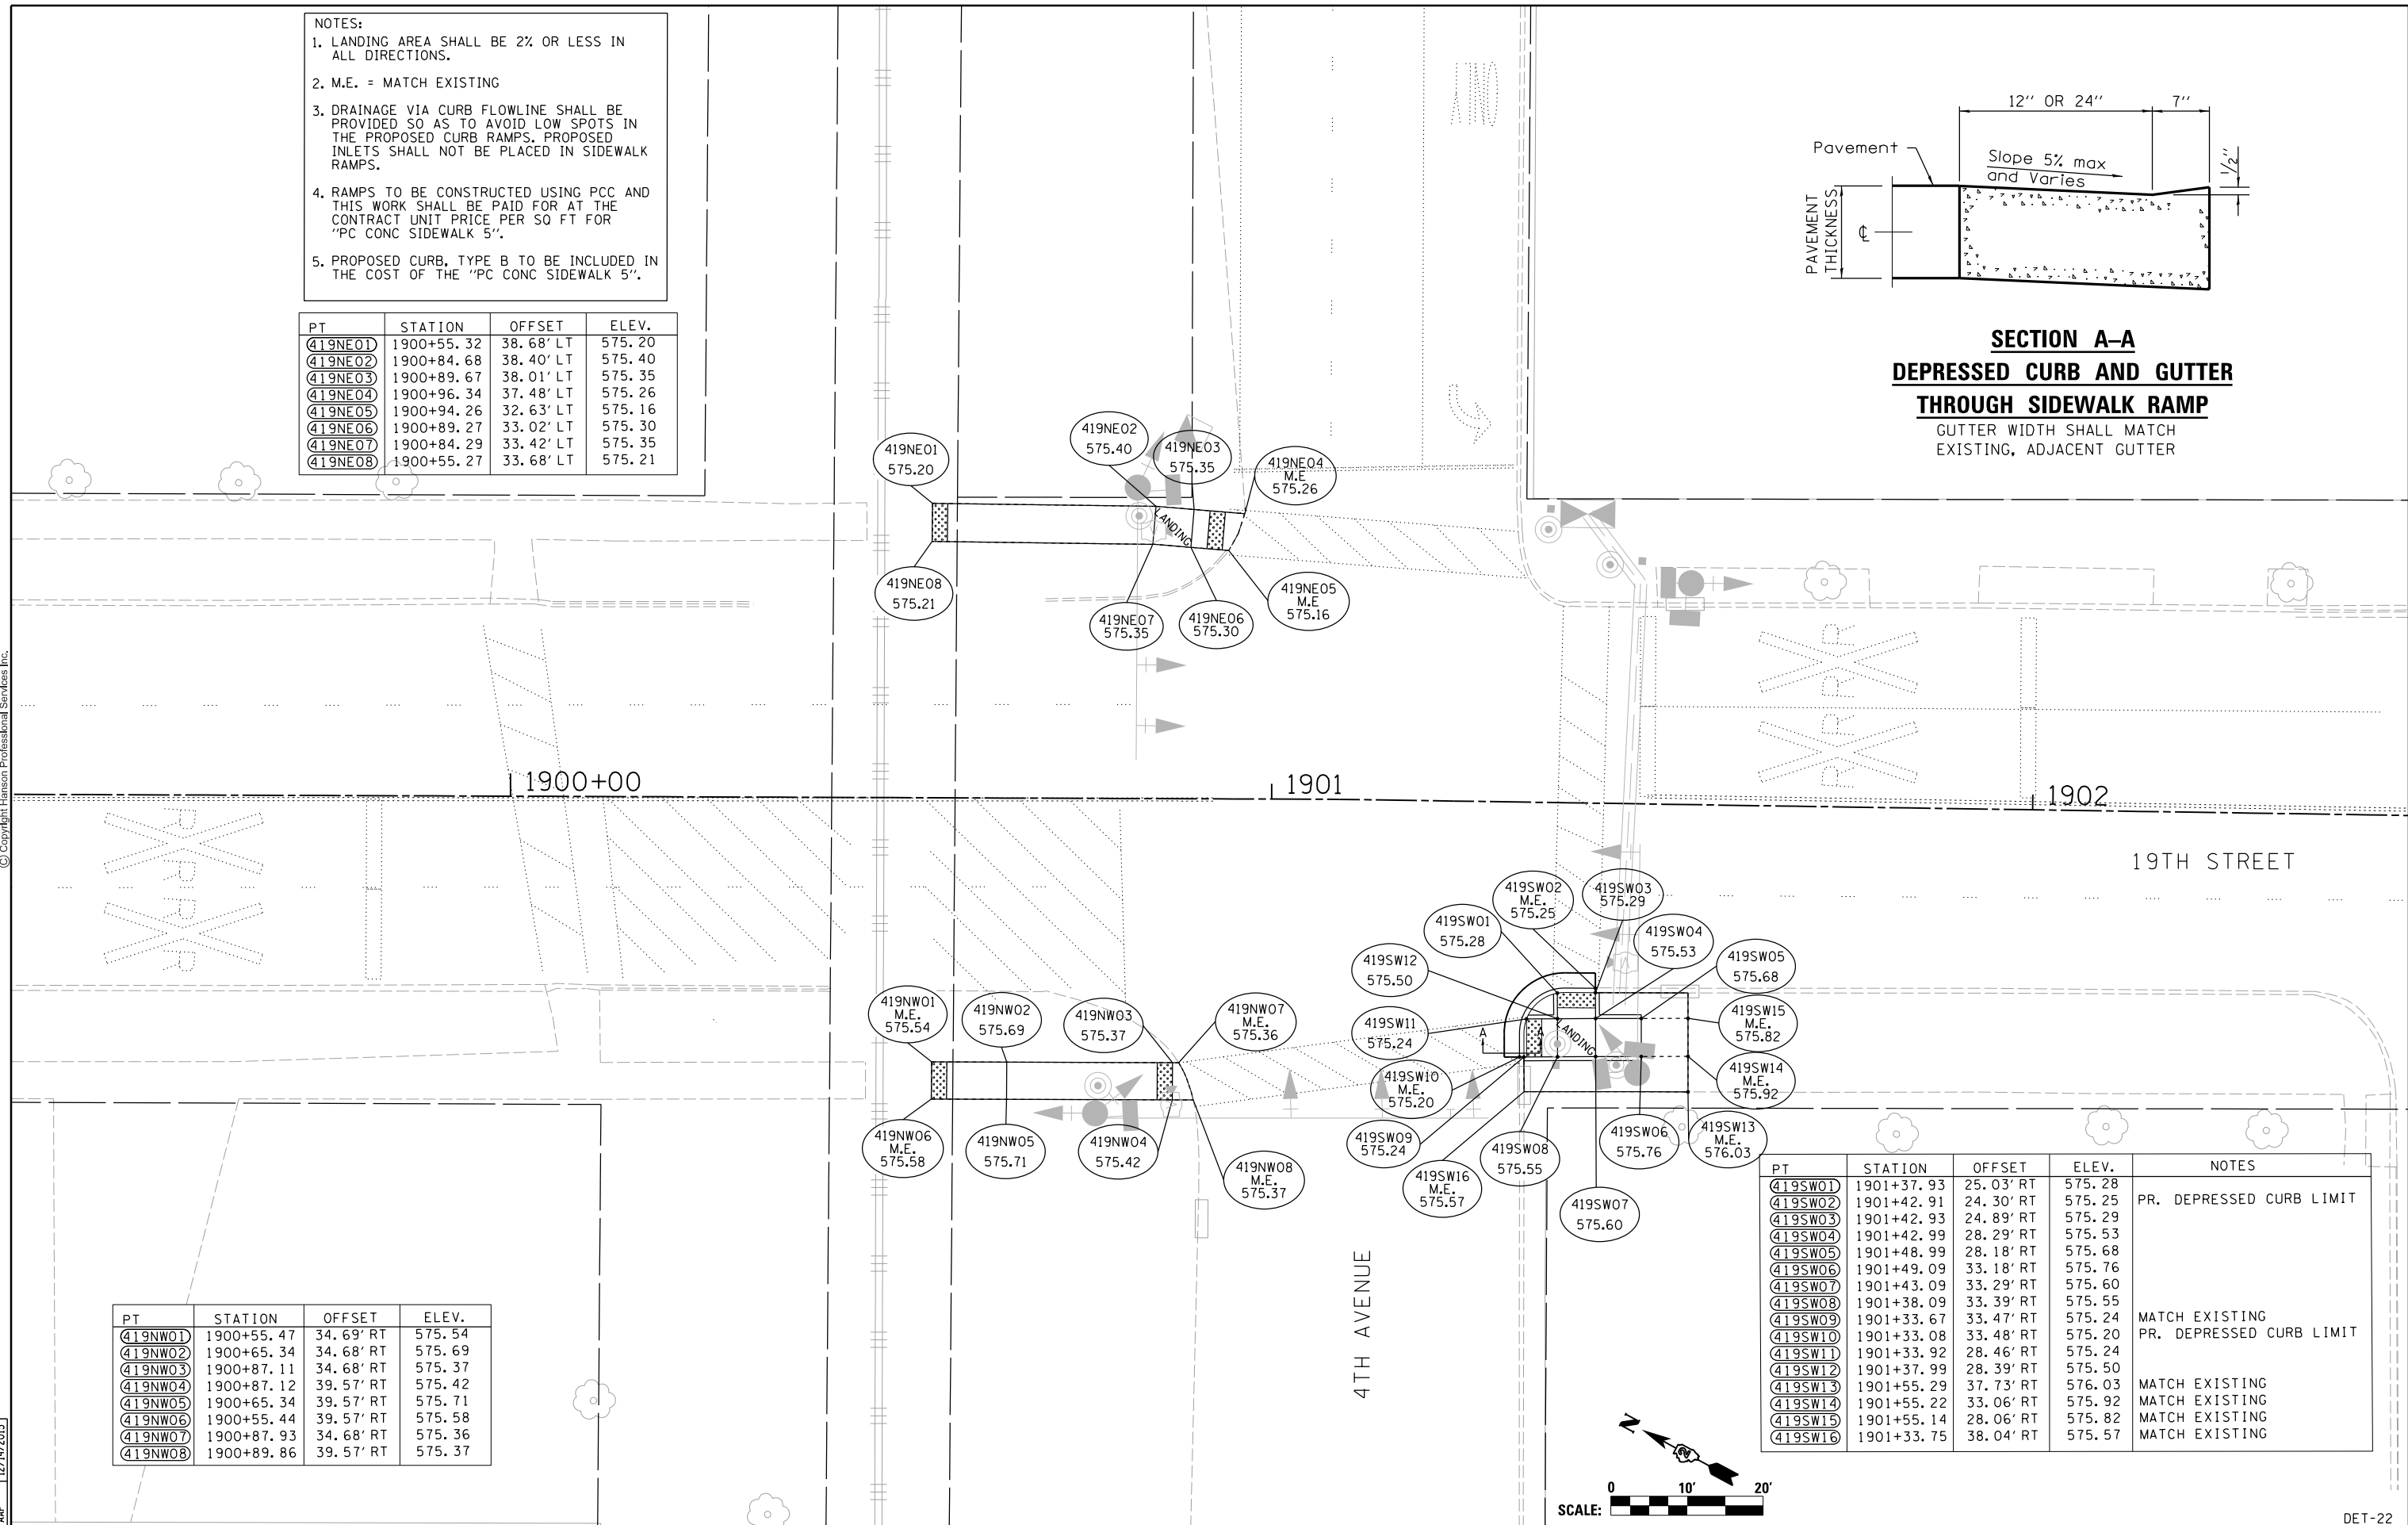 NOTES:
1. LANDING AREA SHALL BE 2% OR LESS IN
ALL DIRECTIONS.
2. M.E. = MATCH EXISTING
3. DRAINAGE VIA CURB FLOWLINE SHALL BE
PROVIDED SO AS TO AVOID LOW SPOTS IN
THE PROPOSED CURB RAMPS. PROPOSED
INLETS SHALL NOT BE PLACED IN SIDEWALK
RAMPS.
4. RAMPS TO BE CONSTRUCTED USING PCC AND
THIS WORK SHALL BE PAID FOR AT THE
CONTRACT UNIT PRICE PER SQ FT FOR
"PC CONC SIDEWALK 5".
5. PROPOSED CURB, TYPE B TO BE INCLUDED IN
THE COST OF THE "PC CONC SIDEWALK 5".
PT STATION OFFSET ELEV.
419NE01 1900+55.32 38.68' LT 575.20
419NE02 1900+84.68 38.40' LT 575.40
419NE03 1900+89.67 38.01' LT 575.35
419NE04 1900+96.34 37.48' LT 575.26
419NE05 1900+94.26 32.63' LT 575.16
419NE06 1900+89.27 33.02' LT 575.30
419NE07 1900+84.29 33.42' LT 575.35
419NE08 1900+55.27 33.68' LT 575.21
12" OR 24"
7"
Pavement
Slope 5% max
and Varies
1/2"
PAVEMENT
THICKNESS
℄
SECTION A-A
DEPRESSED CURB AND GUTTER
THROUGH SIDEWALK RAMP
GUTTER WIDTH SHALL MATCH
EXISTING, ADJACENT GUTTER
ONLY
419NE01
575.20
419NE02
575.40
419NE03
575.35
419NE04
M.E
575.26
LANDING
419NE08
575.21
419NE07
575.35
419NE06
575.30
419NE05
M.E
575.16
R R
R R
1900+00
1901
1902
19TH STREET
R R
R R
419SW02
M.E.
575.25
419SW03
575.29
419SW01
575.28
419SW04
575.53
419SW12
575.50
419SW05
575.68
419NW01
M.E.
575.54
419NW02
575.69
419NW03
575.37
419NW07
M.E.
575.36
419SW11
575.24
A A
LANDING
419SW15
M.E.
575.82
419SW10
M.E.
575.20
419SW14
M.E.
575.92
419NW06
M.E.
575.58
419NW05
575.71
419NW04
575.42
419NW08
M.E.
575.37
419SW09
575.24
419SW16
M.E.
575.57
419SW08
575.55
419SW07
575.60
419SW06
575.76
419SW13
M.E.
576.03
4TH AVENUE
PT STATION OFFSET ELEV. NOTES
419SW01 1901+37.93 25.03' RT 575.28
419SW02 1901+42.91 24.30' RT 575.25 PR. DEPRESSED CURB LIMIT
419SW03 1901+42.93 24.89' RT 575.29
419SW04 1901+42.99 28.29' RT 575.53
419SW05 1901+48.99 28.18' RT 575.68
419SW06 1901+49.09 33.18' RT 575.76
419SW07 1901+43.09 33.29' RT 575.60
419SW08 1901+38.09 33.39' RT 575.55
419SW09 1901+33.67 33.47' RT 575.24 MATCH EXISTING
419SW10 1901+33.08 33.48' RT 575.20 PR. DEPRESSED CURB LIMIT
419SW11 1901+33.92 28.46' RT 575.24
419SW12 1901+37.99 28.39' RT 575.50
419SW13 1901+55.29 37.73' RT 576.03 MATCH EXISTING
419SW14 1901+55.22 33.06' RT 575.92 MATCH EXISTING
419SW15 1901+55.14 28.06' RT 575.82 MATCH EXISTING
419SW16 1901+33.75 38.04' RT 575.57 MATCH EXISTING
PT STATION OFFSET ELEV.
419NW01 1900+55.47 34.69' RT 575.54
419NW02 1900+65.34 34.68' RT 575.69
419NW03 1900+87.11 34.68' RT 575.37
419NW04 1900+87.12 39.57' RT 575.42
419NW05 1900+65.34 39.57' RT 575.71
419NW06 1900+55.44 39.57' RT 575.58
419NW07 1900+87.93 34.68' RT 575.36
419NW08 1900+89.86 39.57' RT 575.37
N
SCALE: 0 10' 20'
DET-22
(C) Copyright Hanson Professional Services Inc.